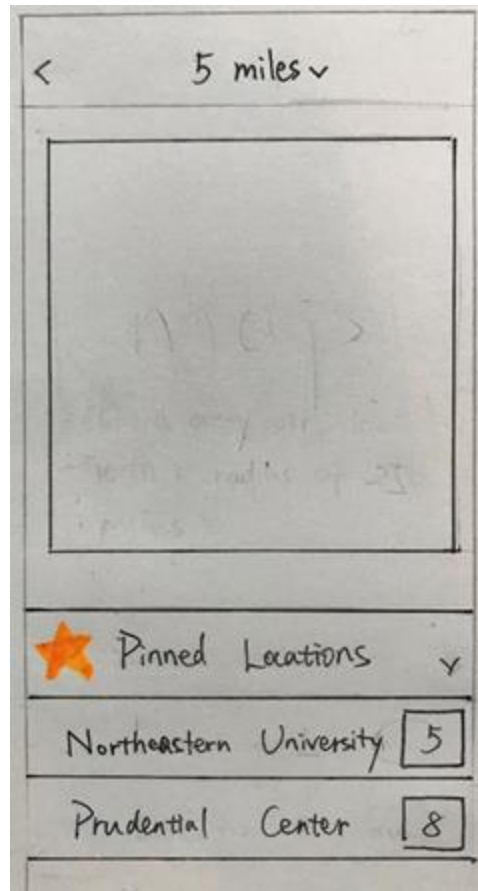 < 5 miles ˅
Pinned Locations ˅
Northeastern University 5
Prudential Center 8